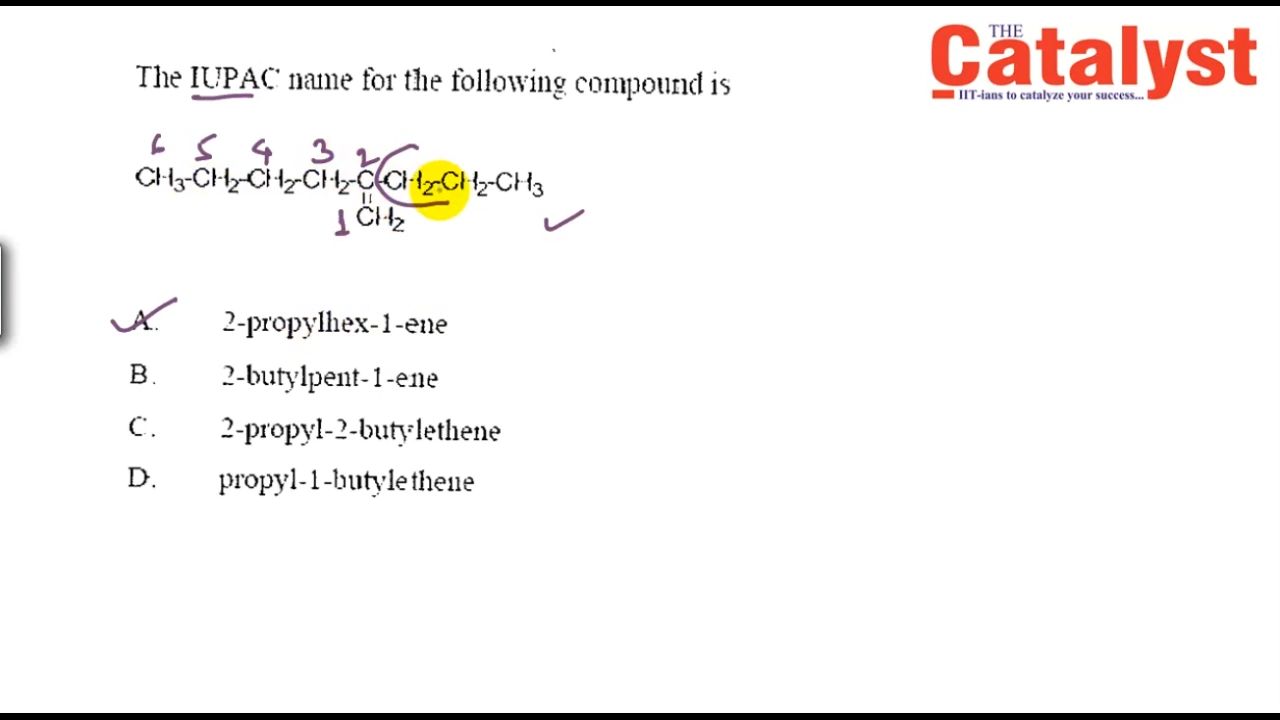 THE
Catalyst
IIT-ians to catalyze your success...
The IUPAC name for the following compound is
6 5 4 3 2
CH3-CH2-CH2-CH2-C-CH2-CH2-CH3
1 CH2
A. 2-propylhex-1-ene
B. 2-butylpent-1-ene
C. 2-propyl-2-butylethene
D. propyl-1-butylethene